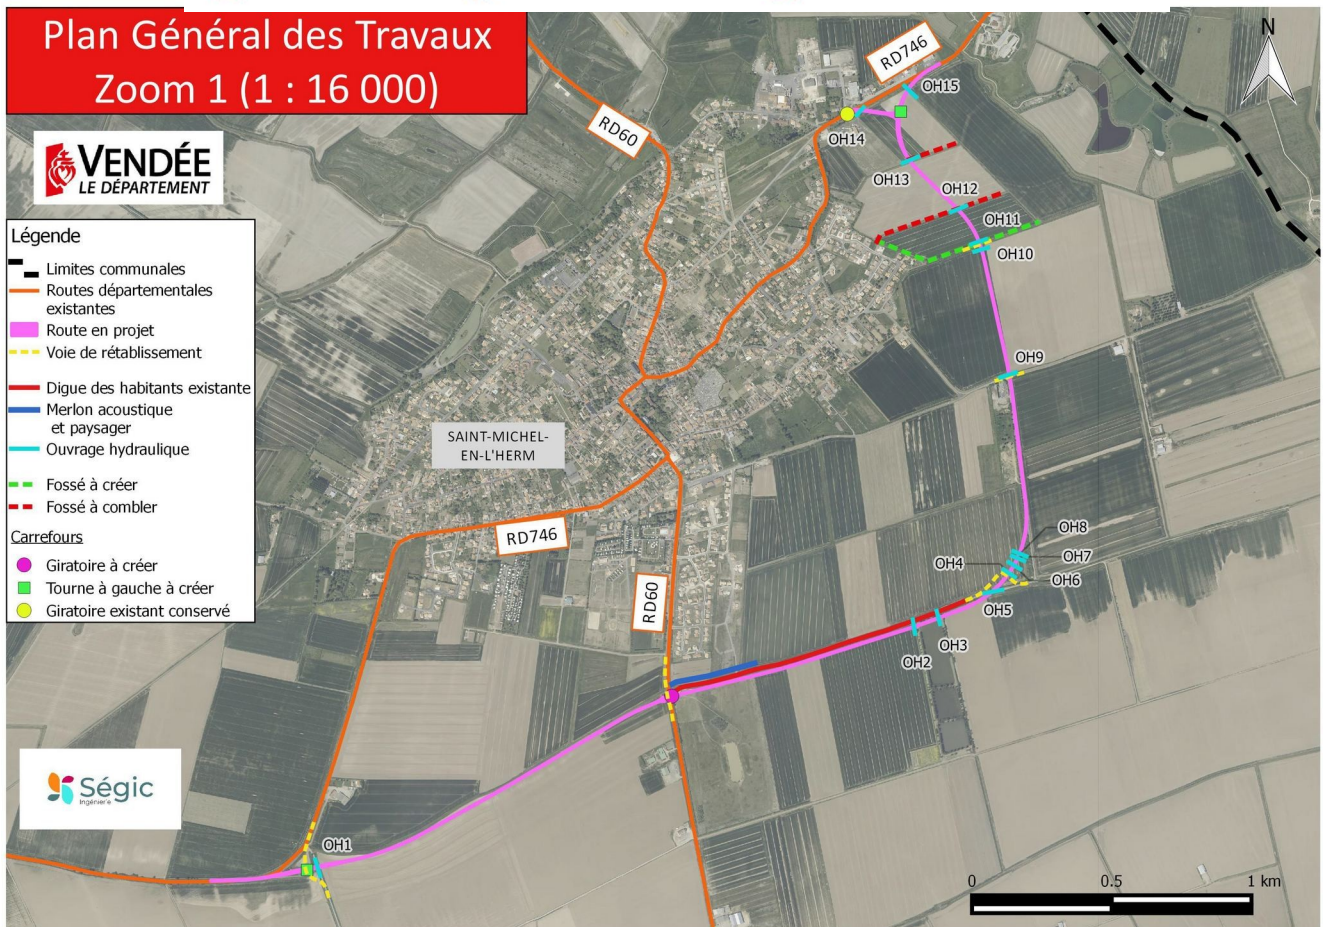 Plan Général des Travaux
Zoom 1 (1 : 16 000)
VENDÉE
LE DÉPARTEMENT
Légende
Limites communales
Routes départementales
existantes
Route en projet
Voie de rétablissement
Digue des habitants existante
Merlon acoustique
et paysager
Ouvrage hydraulique
Fossé à créer
Fossé à combler
Carrefours
Giratoire à créer
Tourne à gauche à créer
Giratoire existant conservé
Ségic
Ingénierie
N
RD746
RD60
OH15
OH14
OH13
OH12
OH11
OH10
OH9
SAINT-MICHEL-
EN-L'HERM
RD746
RD60
OH8
OH7
OH4
OH6
OH5
OH3
OH2
OH1
0 0.5 1 km